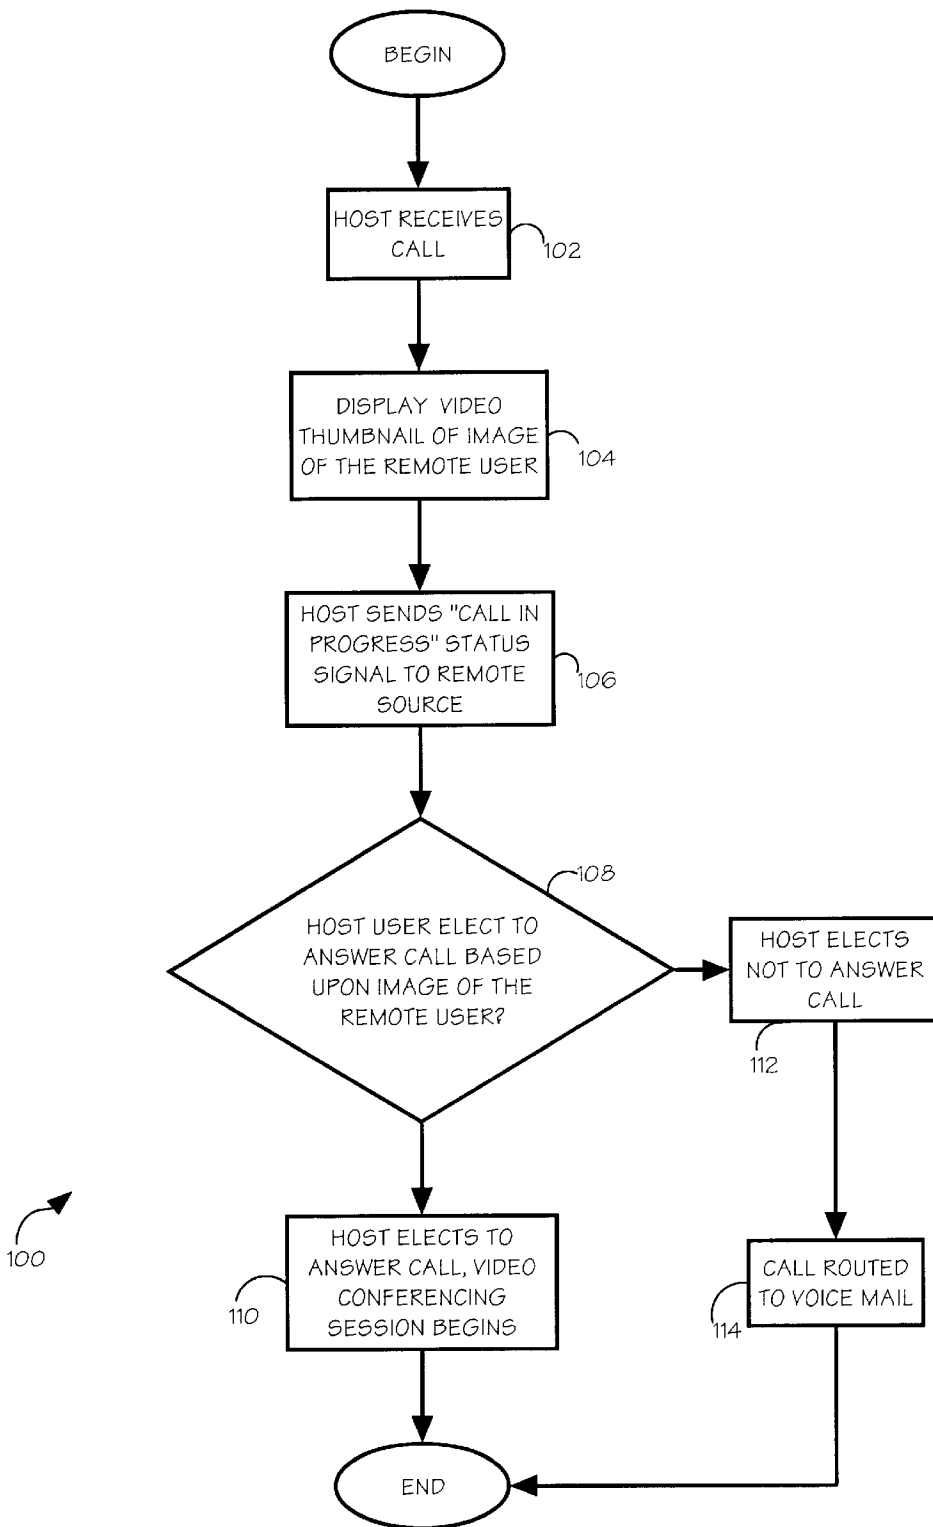 BEGIN
HOST RECEIVES
CALL
102
DISPLAY VIDEO
THUMBNAIL OF IMAGE
OF THE REMOTE USER
104
HOST SENDS "CALL IN
PROGRESS" STATUS
SIGNAL TO REMOTE
SOURCE
106
108
HOST USER ELECT TO
ANSWER CALL BASED
UPON IMAGE OF THE
REMOTE USER?
HOST ELECTS
NOT TO ANSWER
CALL
112
100
HOST ELECTS TO
ANSWER CALL, VIDEO
CONFERENCING
SESSION BEGINS
110
CALL ROUTED
TO VOICE MAIL
114
END